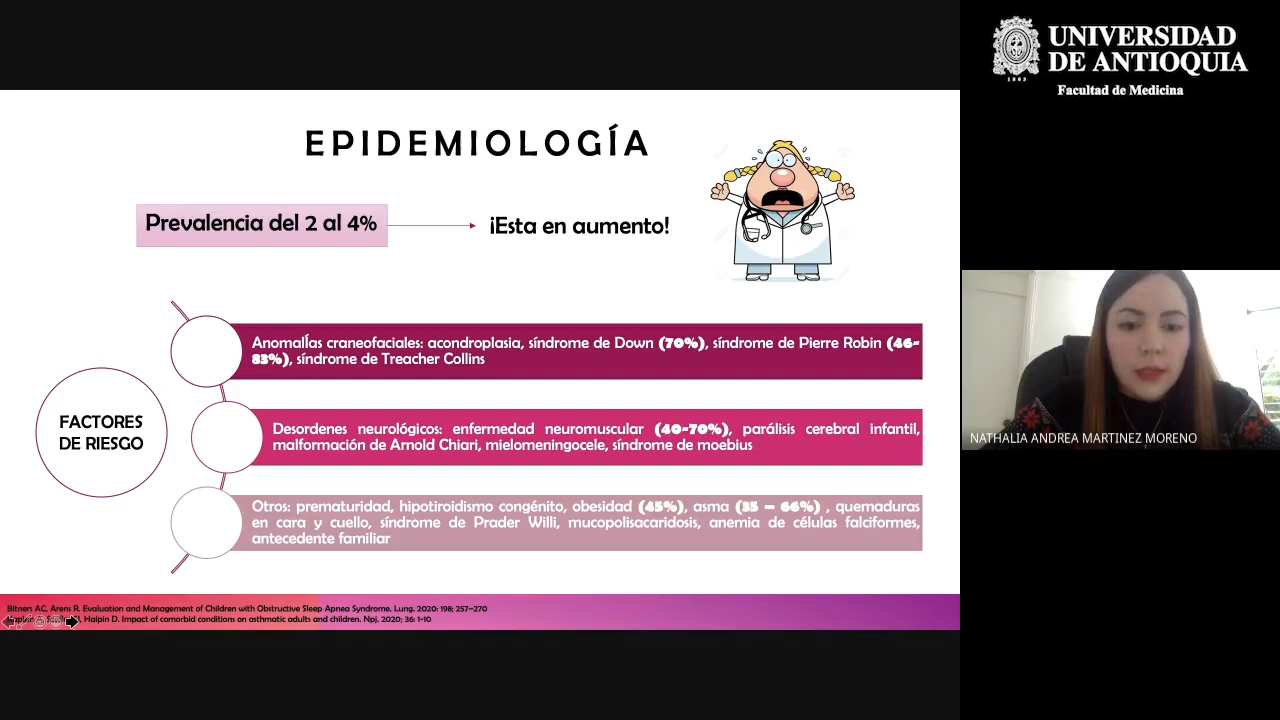 UNIVERSIDAD
DE ANTIOQUIA
1803
Facultad de Medicina
EPIDEMIOLOGÍA
Prevalencia del 2 al 4%
¡Esta en aumento!
FACTORES
DE RIESGO
Anomalías craneofaciales: acondroplasia, síndrome de Down (70%), síndrome de Pierre Robin (46-
83%), síndrome de Treacher Collins
Desordenes neurológicos: enfermedad neuromuscular (40-70%), parálisis cerebral infantil,
malformación de Arnold Chiari, mielomeningocele, síndrome de moebius
Otros: prematuridad, hipotiroidismo congénito, obesidad (45%), asma (35 – 66%) , quemaduras
en cara y cuello, síndrome de Prader Willi, mucopolisacaridosis, anemia de células falciformes,
antecedente familiar
NATHALIA ANDREA MARTINEZ MORENO
Bitners AC, Arens R. Evaluation and Management of Children with Obstructive Sleep Apnea Syndrome. Lung. 2020: 198; 257–270
Halpin D. Impact of comorbid conditions on asthmatic adults and children. Npj. 2020; 36: 1-10